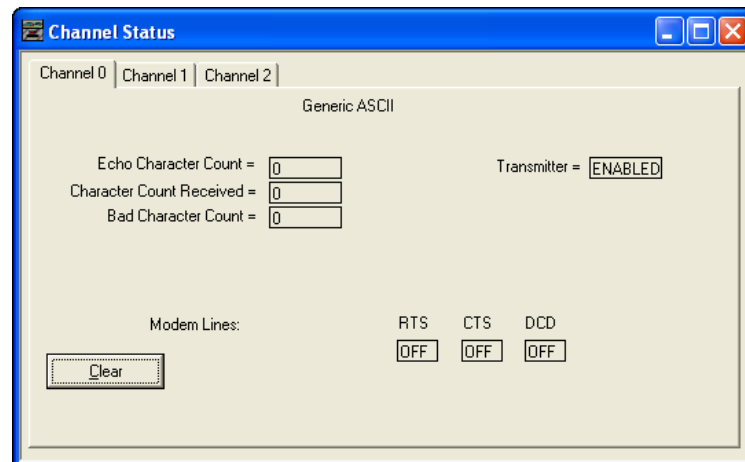 Channel Status
Channel 0 Channel 1 Channel 2
Generic ASCII
Echo Character Count = 0 Transmitter = ENABLED
Character Count Received = 0
Bad Character Count = 0
Modem Lines: RTS CTS DCD
OFF OFF OFF
Clear